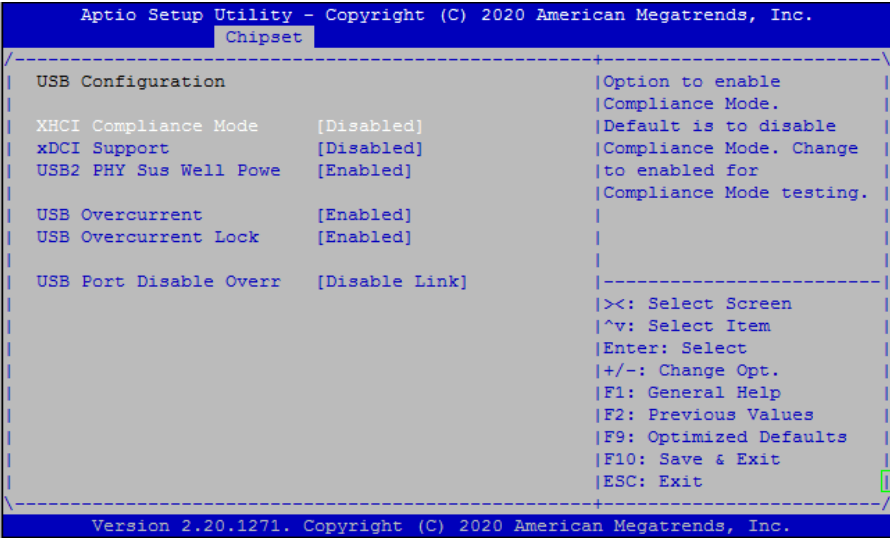 Aptio Setup Utility - Copyright (C) 2020 American Megatrends, Inc.
Chipset
USB Configuration
XHCI Compliance Mode [Disabled]
xDCI Support [Disabled]
USB2 PHY Sus Well Powe [Enabled]
USB Overcurrent [Enabled]
USB Overcurrent Lock [Enabled]
USB Port Disable Overr [Disable Link]
Option to enable
Compliance Mode.
Default is to disable
Compliance Mode. Change
to enabled for
Compliance Mode testing.
><: Select Screen
^v: Select Item
Enter: Select
+/-: Change Opt.
F1: General Help
F2: Previous Values
F9: Optimized Defaults
F10: Save & Exit
ESC: Exit
Version 2.20.1271. Copyright (C) 2020 American Megatrends, Inc.